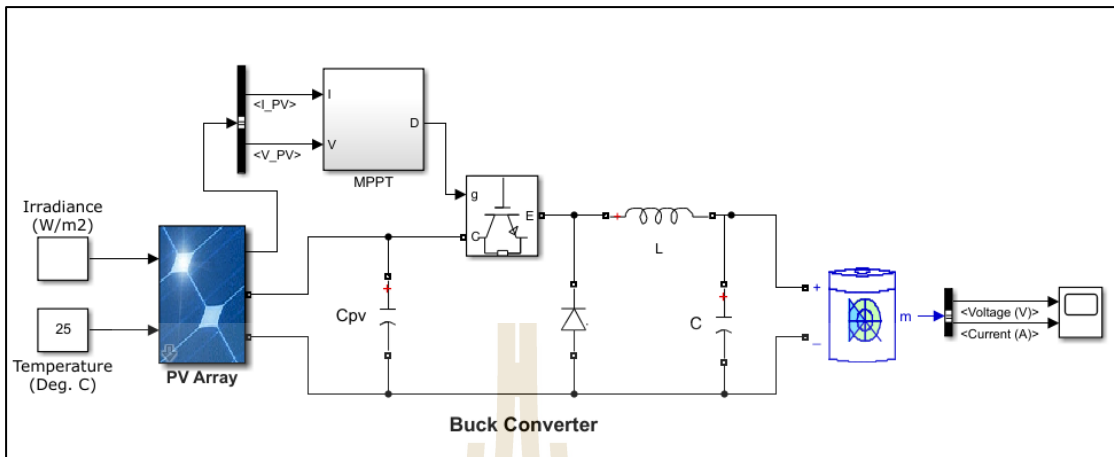 <I_PV>
<V_PV>
I
V
D
MPPT
Irradiance
(W/m2)
25
Temperature
(Deg. C)
PV Array
Cpv
g
C
E
L
C
+
_
m
<Voltage (V)>
<Current (A)>
Buck Converter